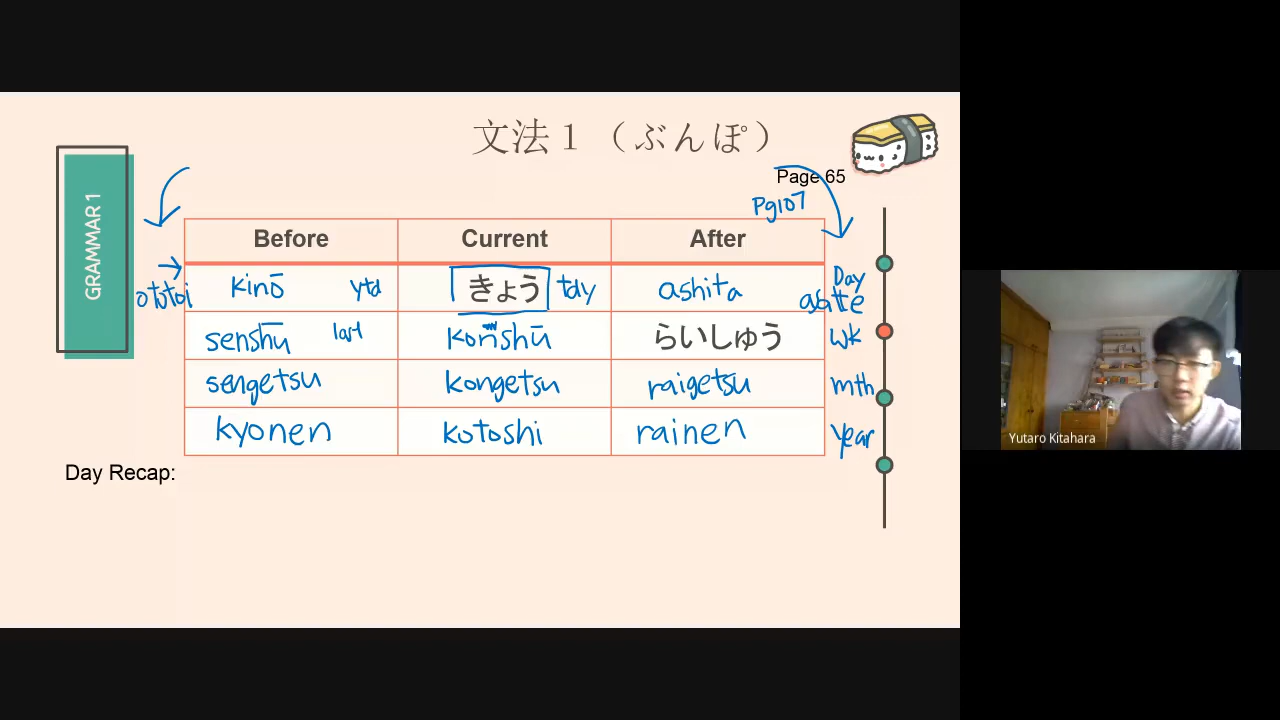 文法１（ぶんぽ）
Page 65
Pg107
GRAMMAR 1
Before Current After
ototoi kinō ytd きょう tdy ashita Day asatte
senshū last konshū らいしゅう wk
sengetsu kongetsu raigetsu mth
kyonen kotoshi rainen year
Day Recap:
Yutaro Kitahara